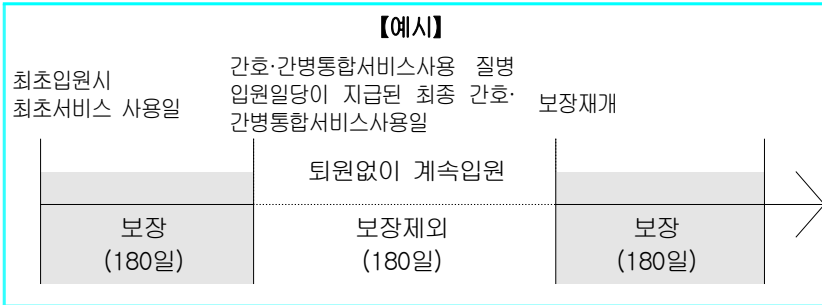 【예시】
최초입원시
최초서비스 사용일
간호·간병통합서비스사용 질병
입원일당이 지급된 최종 간호·
간병통합서비스사용일
보장재개
퇴원없이 계속입원
보장
(180일)
보장제외
(180일)
보장
(180일)